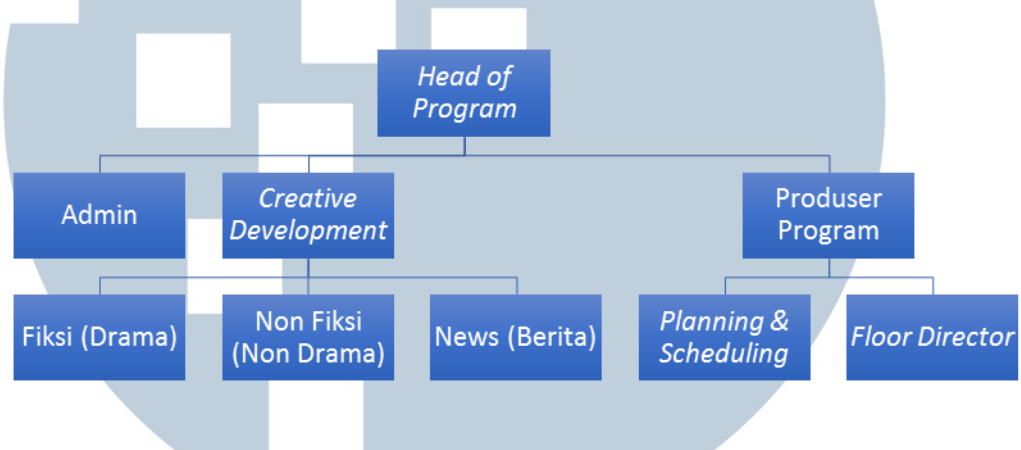 Head of
Program
Admin
Creative
Development
Produser
Program
Fiksi (Drama)
Non Fiksi
(Non Drama)
News (Berita)
Planning &
Scheduling
Floor Director